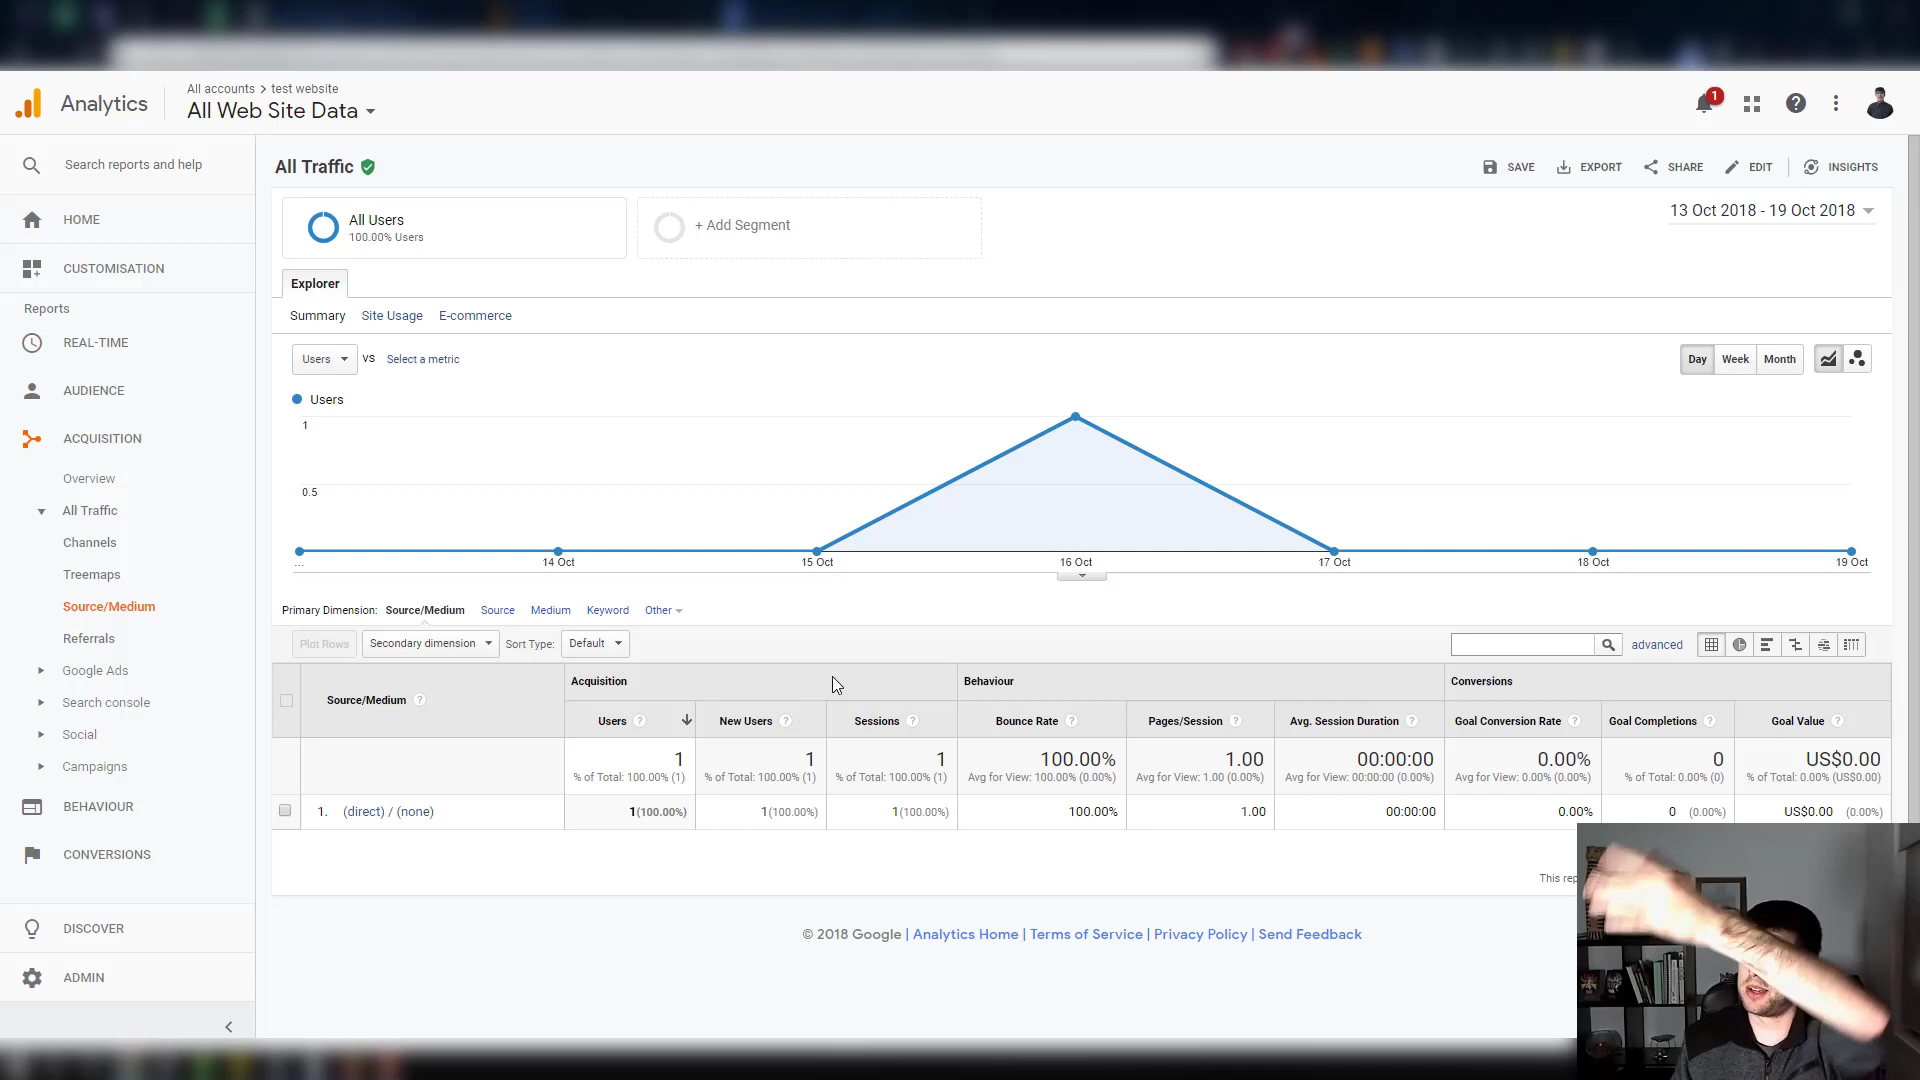 Analytics
All accounts > test website
All Web Site Data
1
Search reports and help
HOME
CUSTOMISATION
Reports
REAL-TIME
AUDIENCE
ACQUISITION
Overview
All Traffic
Channels
Treemaps
Source/Medium
Referrals
Google Ads
Search console
Social
Campaigns
BEHAVIOUR
CONVERSIONS
DISCOVER
ADMIN
All Traffic
SAVE EXPORT SHARE EDIT INSIGHTS
All Users
100.00% Users
+ Add Segment
13 Oct 2018 - 19 Oct 2018
Explorer
Summary Site Usage E-commerce
Users VS Select a metric
Day Week Month
Users
1
0.5
... 14 Oct 15 Oct 16 Oct 17 Oct 18 Oct 19 Oct
Primary Dimension: Source/Medium Source Medium Keyword Other
Plot Rows Secondary dimension Sort Type: Default advanced
Source/Medium ? Acquisition Behaviour Conversions
Users ? New Users ? Sessions ? Bounce Rate ? Pages/Session ? Avg. Session Duration ? Goal Conversion Rate ? Goal Completions ? Goal Value ?
1 1 1 100.00% 1.00 00:00:00 0.00% 0 US$0.00
% of Total: 100.00% (1) % of Total: 100.00% (1) % of Total: 100.00% (1) Avg for View: 100.00% (0.00%) Avg for View: 1.00 (0.00%) Avg for View: 00:00:00 (0.00%) Avg for View: 0.00% (0.00%) % of Total: 0.00% (0) % of Total: 0.00% (US$0.00)
1. (direct) / (none) 1(100.00%) 1(100.00%) 1(100.00%) 100.00% 1.00 00:00:00 0.00% 0 (0.00%) US$0.00 (0.00%)
This rep
© 2018 Google | Analytics Home | Terms of Service | Privacy Policy | Send Feedback